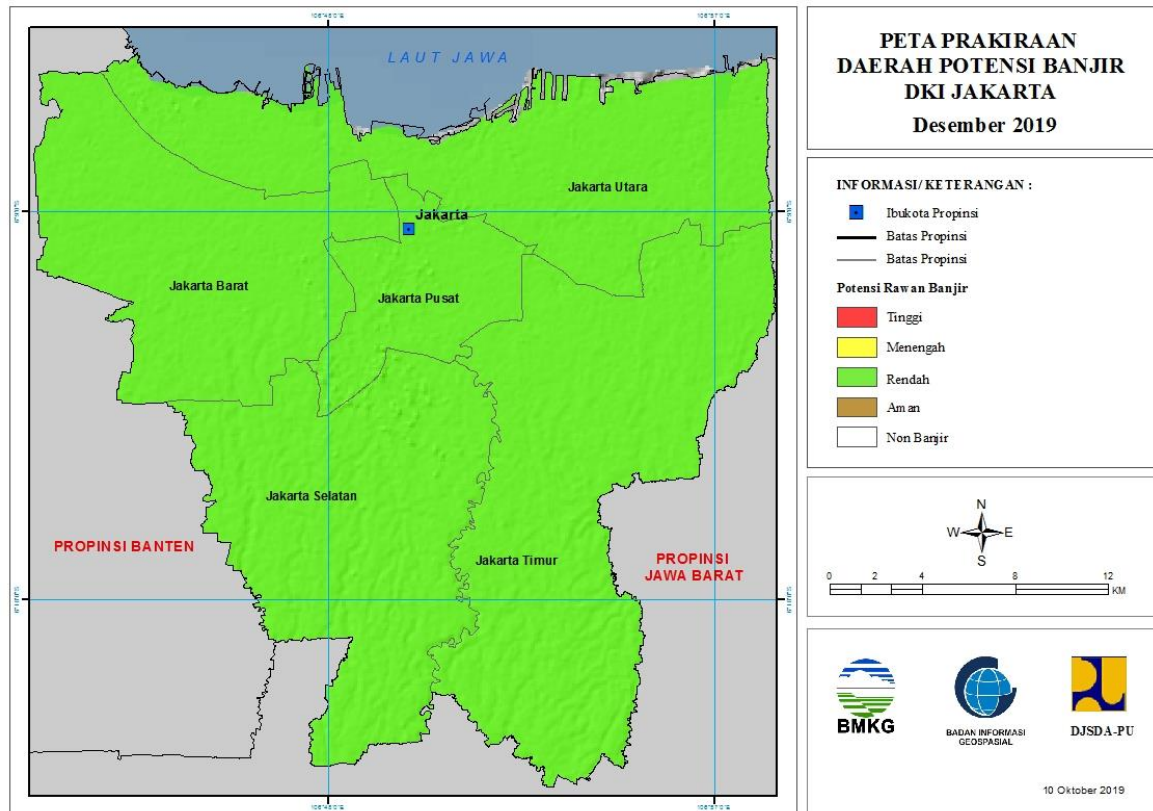 PETA PRAKIRAAN
DAERAH POTENSI BANJIR
DKI JAKARTA
Desember 2019
LAUT JAWA
Jakarta Utara
Jakarta
Jakarta Barat
Jakarta Pusat
Jakarta Selatan
Jakarta Timur
PROPINSI BANTEN
PROPINSI
JAWA BARAT
INFORMASI/ KETERANGAN :
Ibukota Propinsi
Batas Propinsi
Batas Propinsi
Potensi Rawan Banjir
Tinggi
Menengah
Rendah
Aman
Non Banjir
N
W E
S
0 2 4 8 12
KM
BMKG
BADAN INFORMASI
GEOSPASIAL
DJSDA-PU
10 Oktober 2019